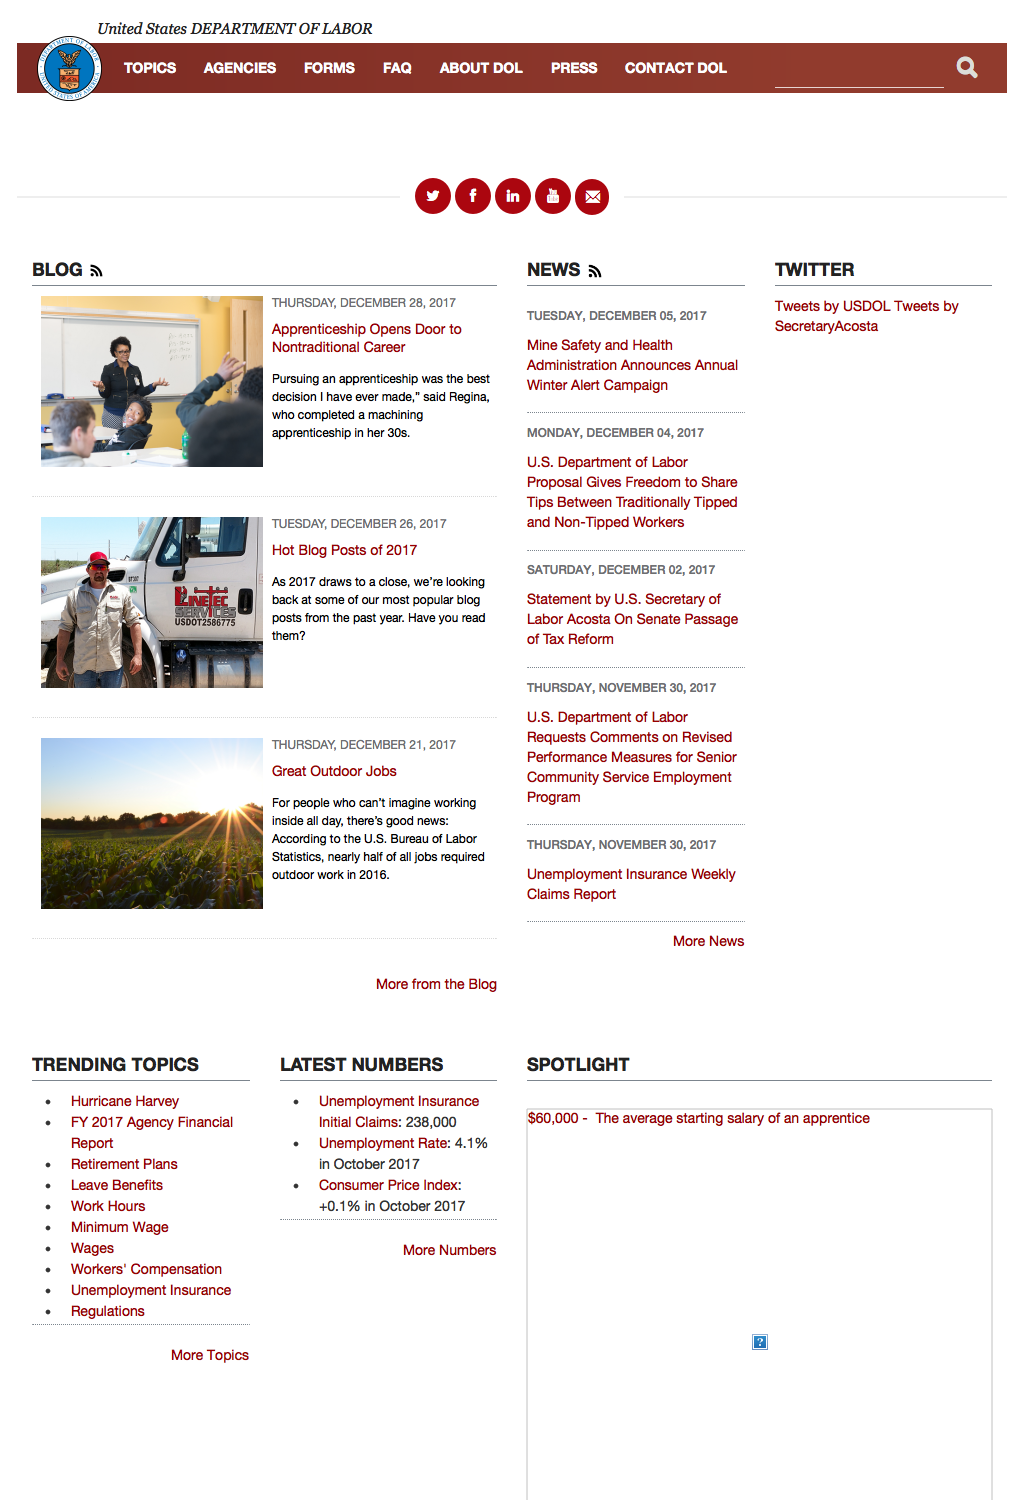 United States DEPARTMENT OF LABOR
TOPICS AGENCIES FORMS FAQ ABOUT DOL PRESS CONTACT DOL
BLOG
THURSDAY, DECEMBER 28, 2017
Apprenticeship Opens Door to
Nontraditional Career
Pursuing an apprenticeship was the best
decision I have ever made,” said Regina,
who completed a machining
apprenticeship in her 30s.
LINETEC
SERVICES
USDOT2586775
TUESDAY, DECEMBER 26, 2017
Hot Blog Posts of 2017
As 2017 draws to a close, we’re looking
back at some of our most popular blog
posts from the past year. Have you read
them?
THURSDAY, DECEMBER 21, 2017
Great Outdoor Jobs
For people who can’t imagine working
inside all day, there’s good news:
According to the U.S. Bureau of Labor
Statistics, nearly half of all jobs required
outdoor work in 2016.
More from the Blog
NEWS
TUESDAY, DECEMBER 05, 2017
Mine Safety and Health
Administration Announces Annual
Winter Alert Campaign
MONDAY, DECEMBER 04, 2017
U.S. Department of Labor
Proposal Gives Freedom to Share
Tips Between Traditionally Tipped
and Non-Tipped Workers
SATURDAY, DECEMBER 02, 2017
Statement by U.S. Secretary of
Labor Acosta On Senate Passage
of Tax Reform
THURSDAY, NOVEMBER 30, 2017
U.S. Department of Labor
Requests Comments on Revised
Performance Measures for Senior
Community Service Employment
Program
THURSDAY, NOVEMBER 30, 2017
Unemployment Insurance Weekly
Claims Report
More News
TWITTER
Tweets by USDOL Tweets by
SecretaryAcosta
TRENDING TOPICS
Hurricane Harvey
FY 2017 Agency Financial
Report
Retirement Plans
Leave Benefits
Work Hours
Minimum Wage
Wages
Workers' Compensation
Unemployment Insurance
Regulations
More Topics
LATEST NUMBERS
Unemployment Insurance
Initial Claims: 238,000
Unemployment Rate: 4.1%
in October 2017
Consumer Price Index:
+0.1% in October 2017
More Numbers
SPOTLIGHT
$60,000 - The average starting salary of an apprentice